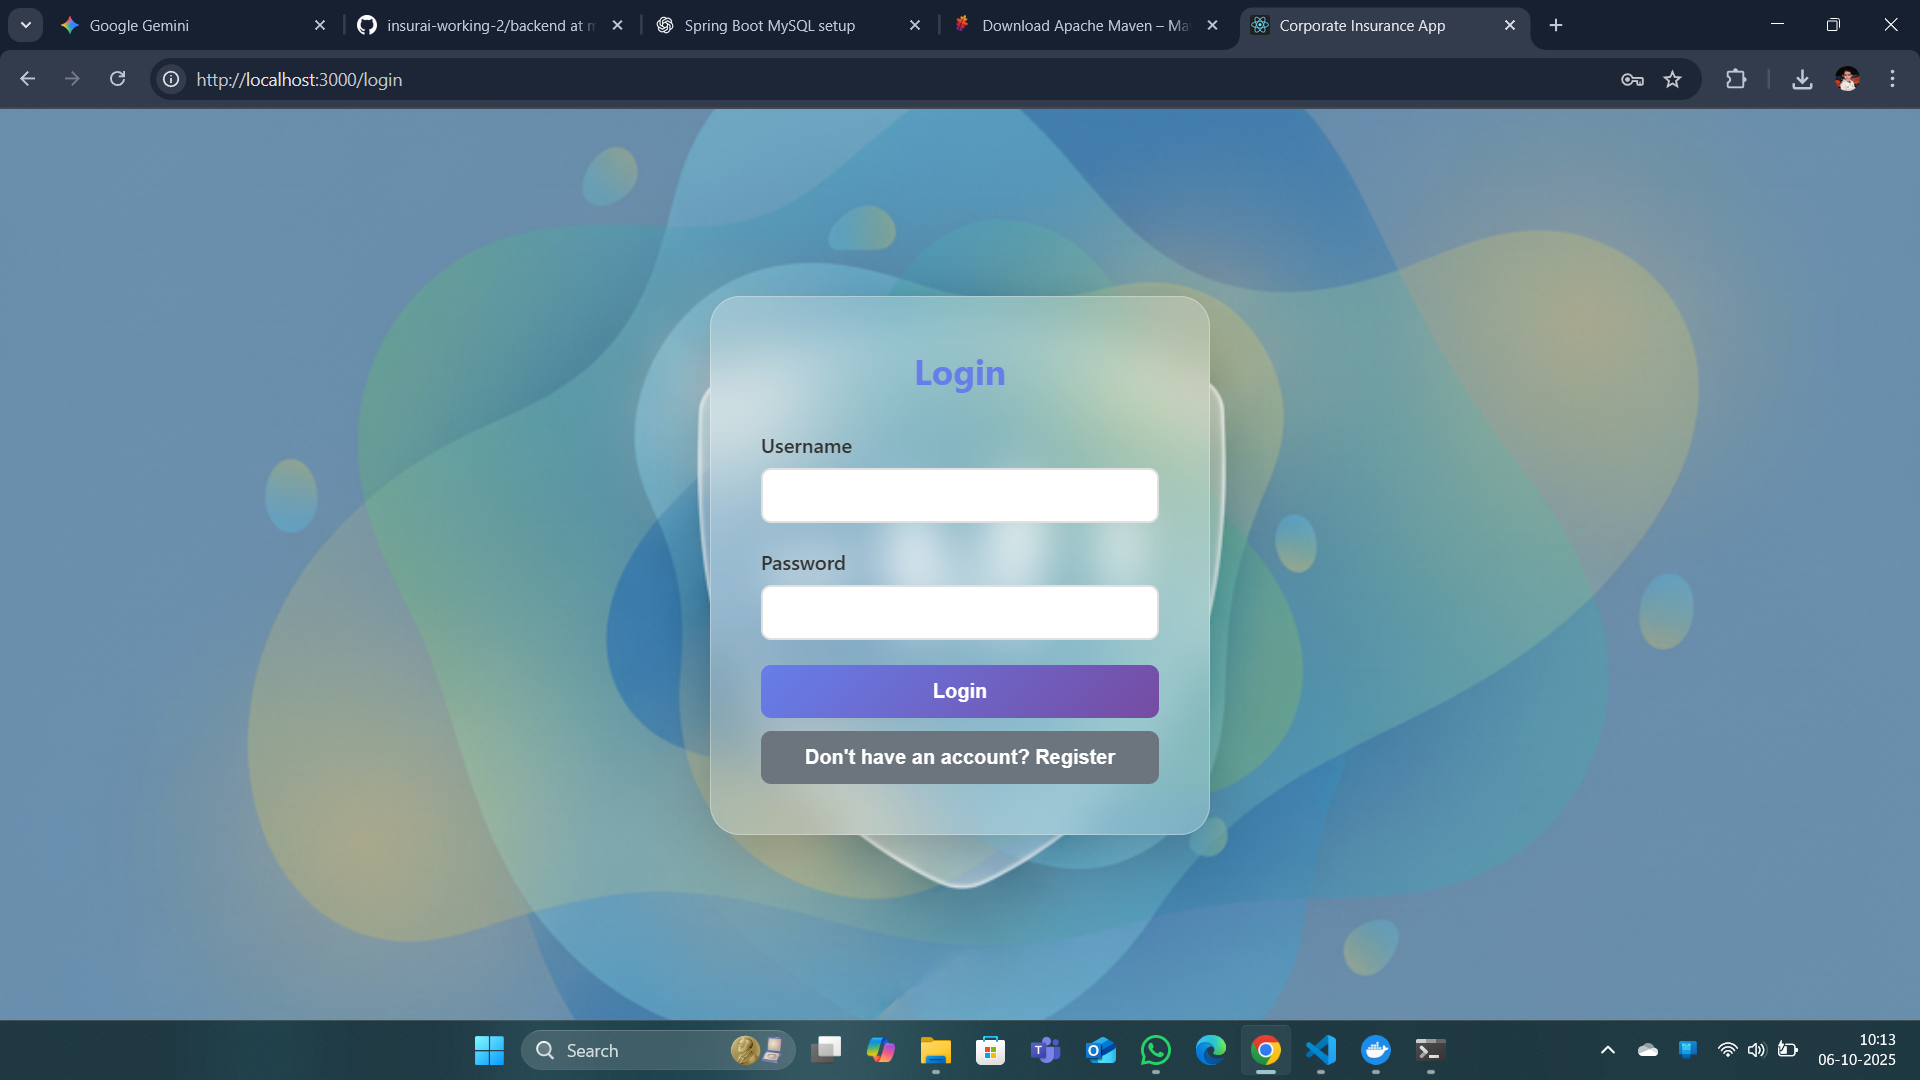 Google Gemini
insurai-working-2/backend at m
Spring Boot MySQL setup
Download Apache Maven – Ma
Corporate Insurance App
http://localhost:3000/login
Login
Username
Password
Login
Don't have an account? Register
Search
10:13
06-10-2025